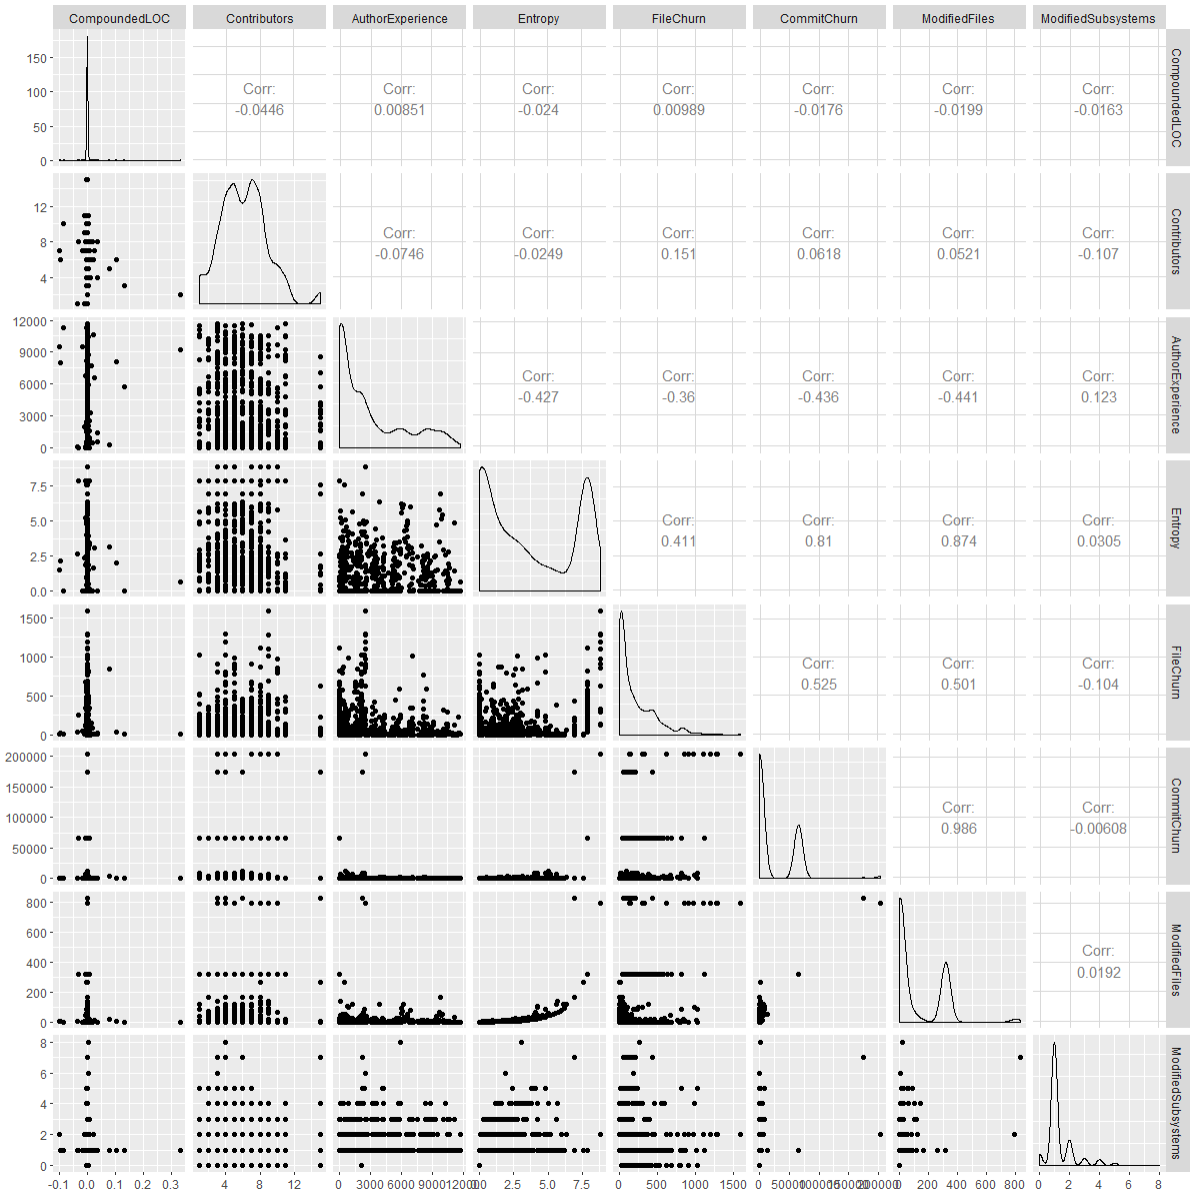 CompoundedLOC Contributors AuthorExperience Entropy FileChurn CommitChurn ModifiedFiles ModifiedSubsystems
150
100
50
0
Corr: Corr: Corr: Corr: Corr: Corr: Corr:
-0.0446 0.00851 -0.024 0.00989 -0.0176 -0.0199 -0.0163
CompoundedLOC
12
8
4
Corr: Corr: Corr: Corr: Corr: Corr:
-0.0746 -0.0249 0.151 0.0618 0.0521 -0.107
Contributors
12000
9000
6000
3000
0
Corr: Corr: Corr: Corr: Corr:
-0.427 -0.36 -0.436 -0.441 0.123
AuthorExperience
7.5
5.0
2.5
0.0
Corr: Corr: Corr: Corr:
0.411 0.81 0.874 0.0305
Entropy
1500
1000
500
0
Corr: Corr: Corr:
0.525 0.501 -0.104
FileChurn
200000
150000
100000
50000
0
Corr: Corr:
0.986 -0.00608
CommitChurn
800
600
400
200
0
Corr:
0.0192
ModifiedFiles
8
6
4
2
0
ModifiedSubsystems
-0.1 0.0 0.1 0.2 0.3 4 8 12 0 3000 6000 9000 12000 0.0 2.5 5.0 7.5 0 500 1000 1500 0 50000 100000 150000 200000 0 200 400 600 800 0 2 4 6 8